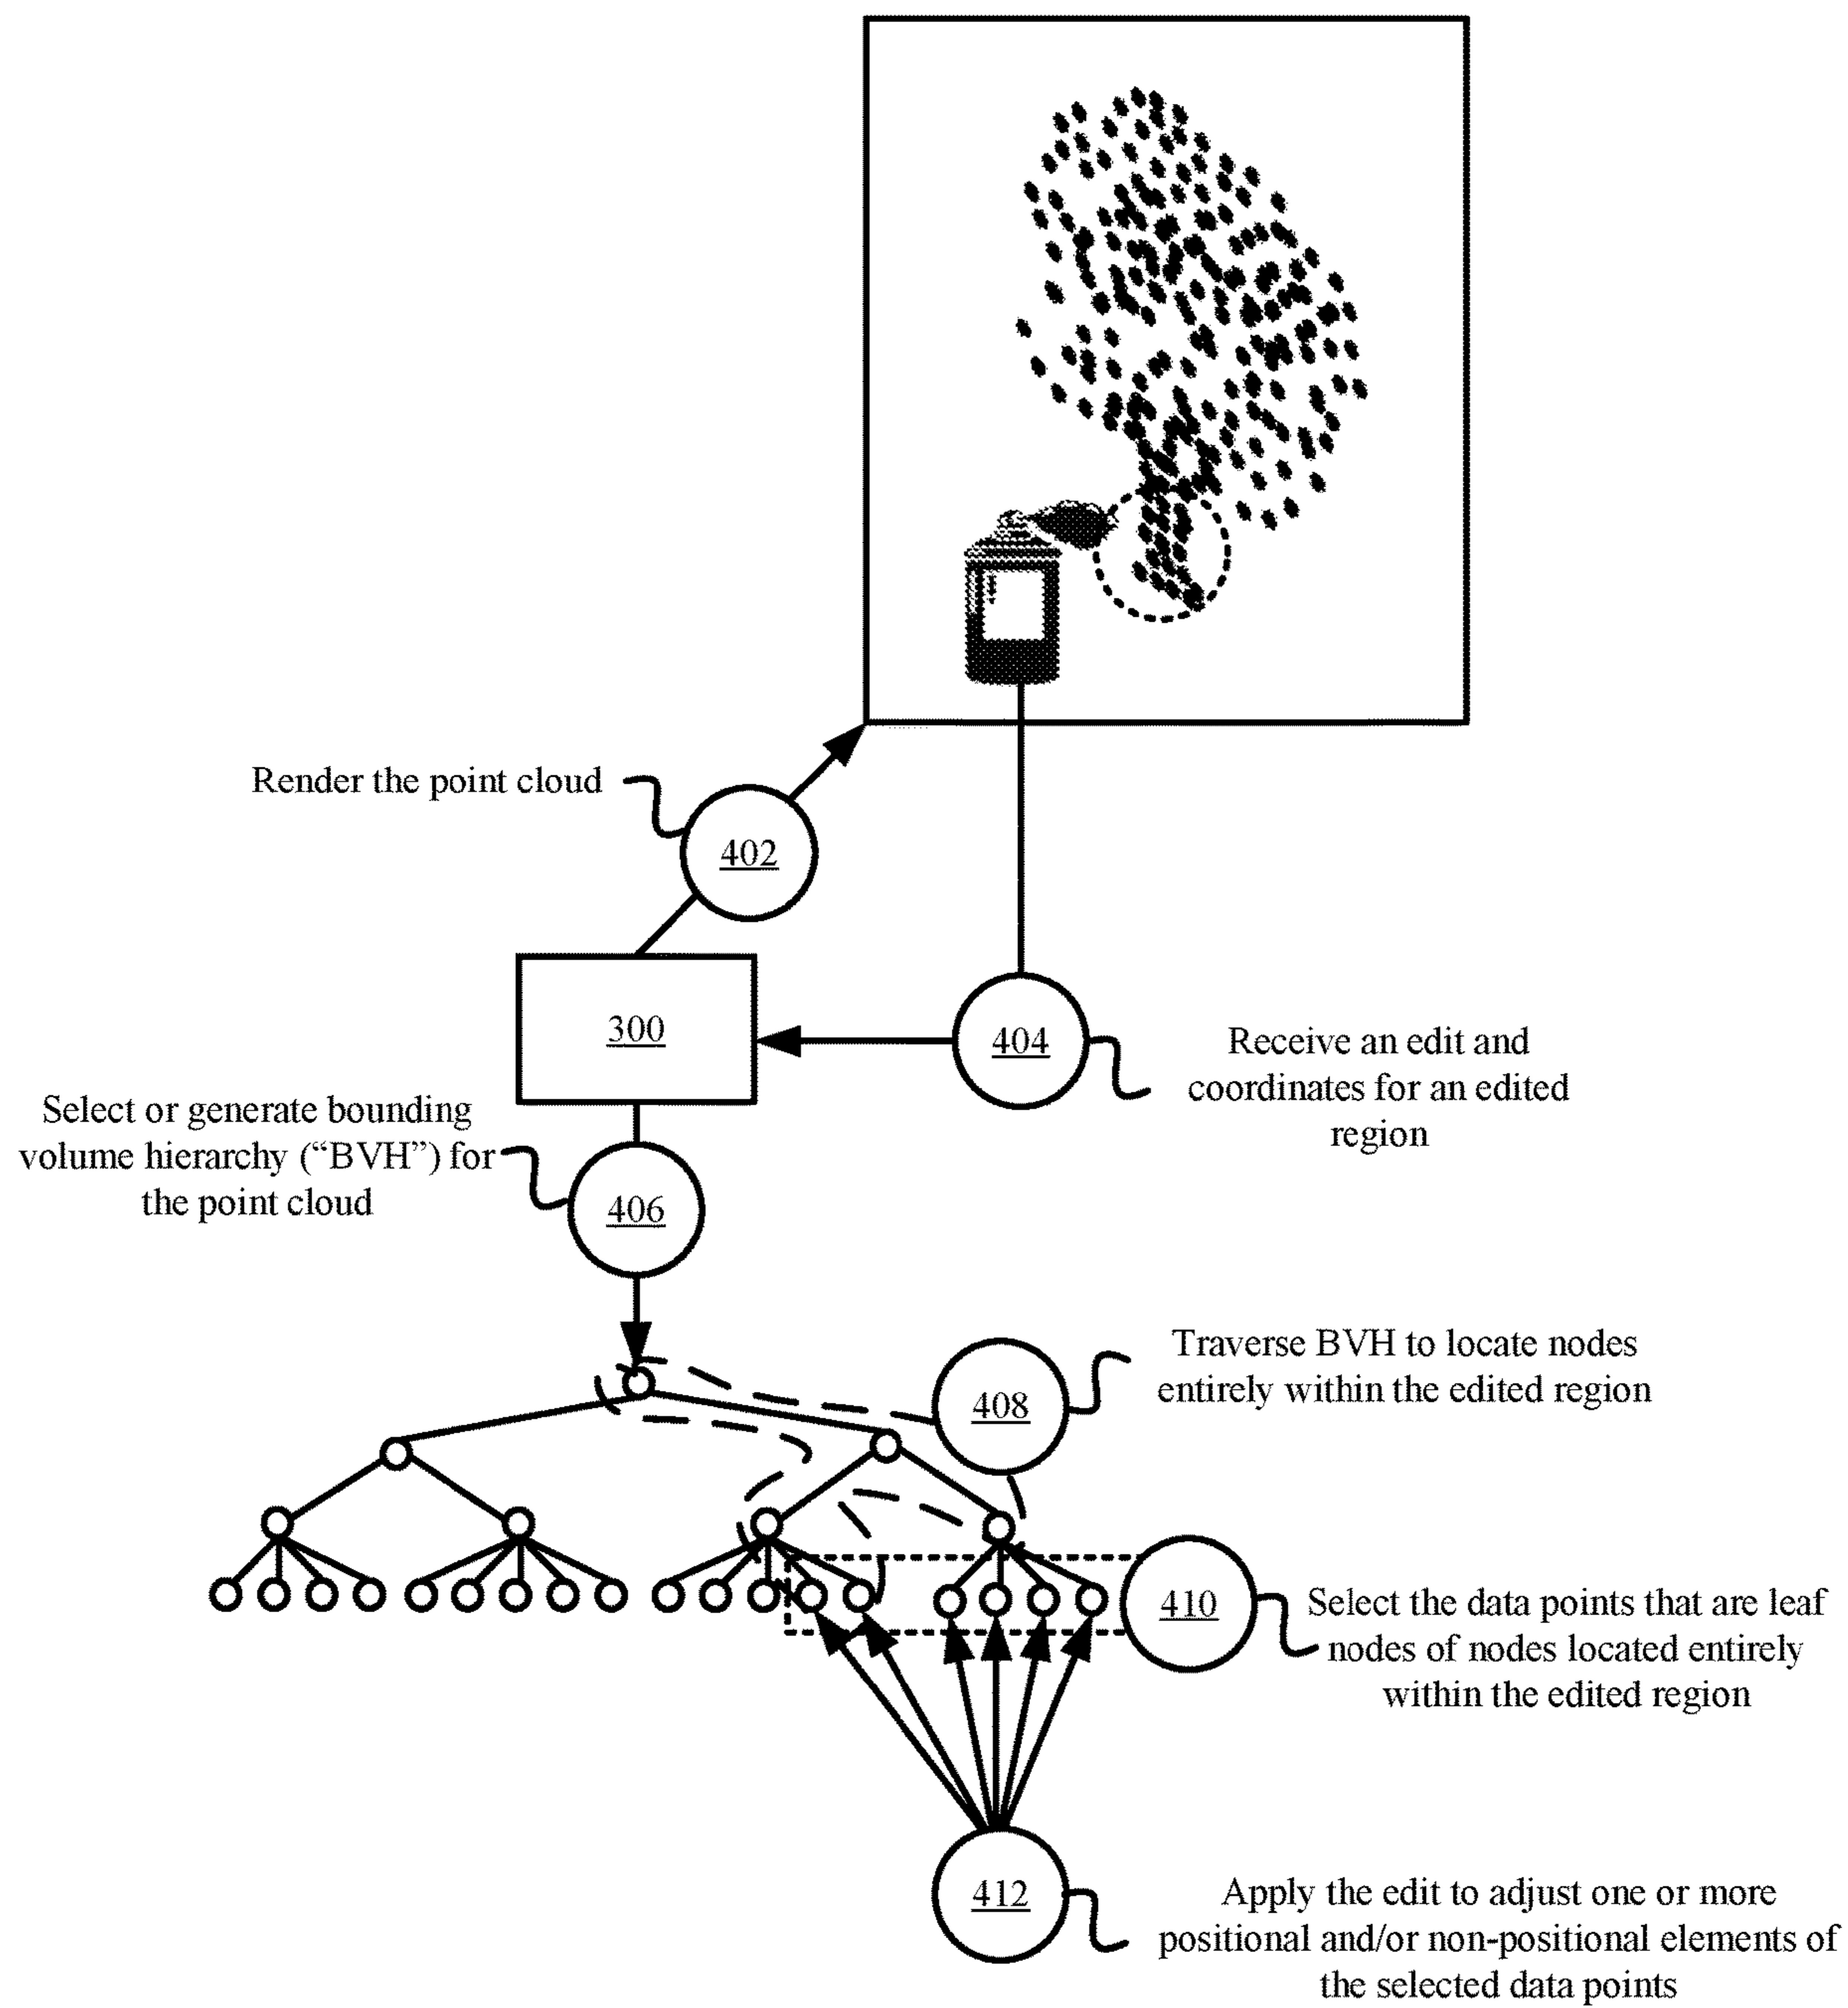 Render the point cloud
402
300
404
Receive an edit and
coordinates for an edited
region
Select or generate bounding
volume hierarchy (“BVH”) for
the point cloud
406
408
Traverse BVH to locate nodes
entirely within the edited region
410
Select the data points that are leaf
nodes of nodes located entirely
within the edited region
412
Apply the edit to adjust one or more
positional and/or non-positional elements of
the selected data points